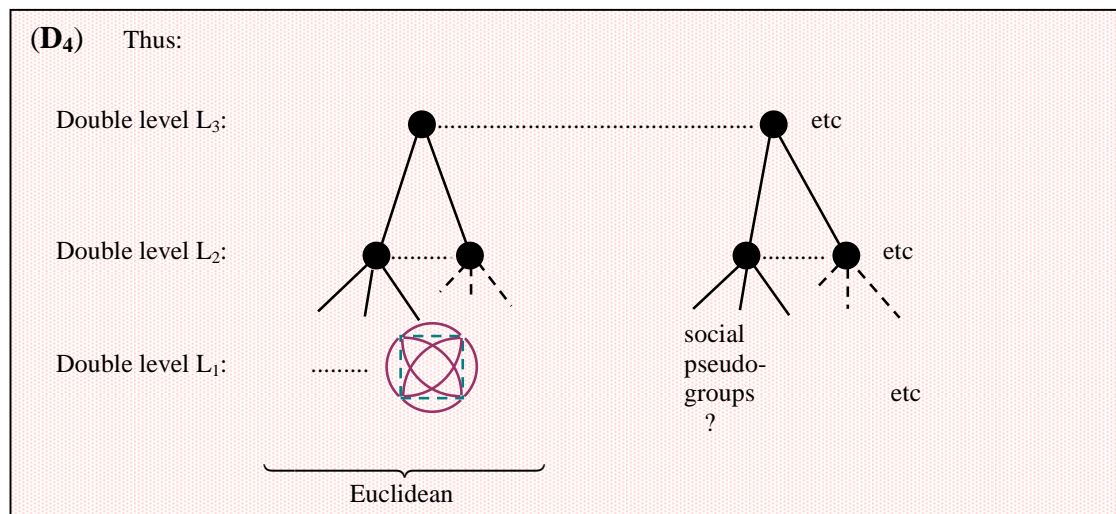 (D₄) Thus:
Double level L₃: etc
Double level L₂: etc
social
Double level L₁: ......... pseudo-
groups etc
?
Euclidean